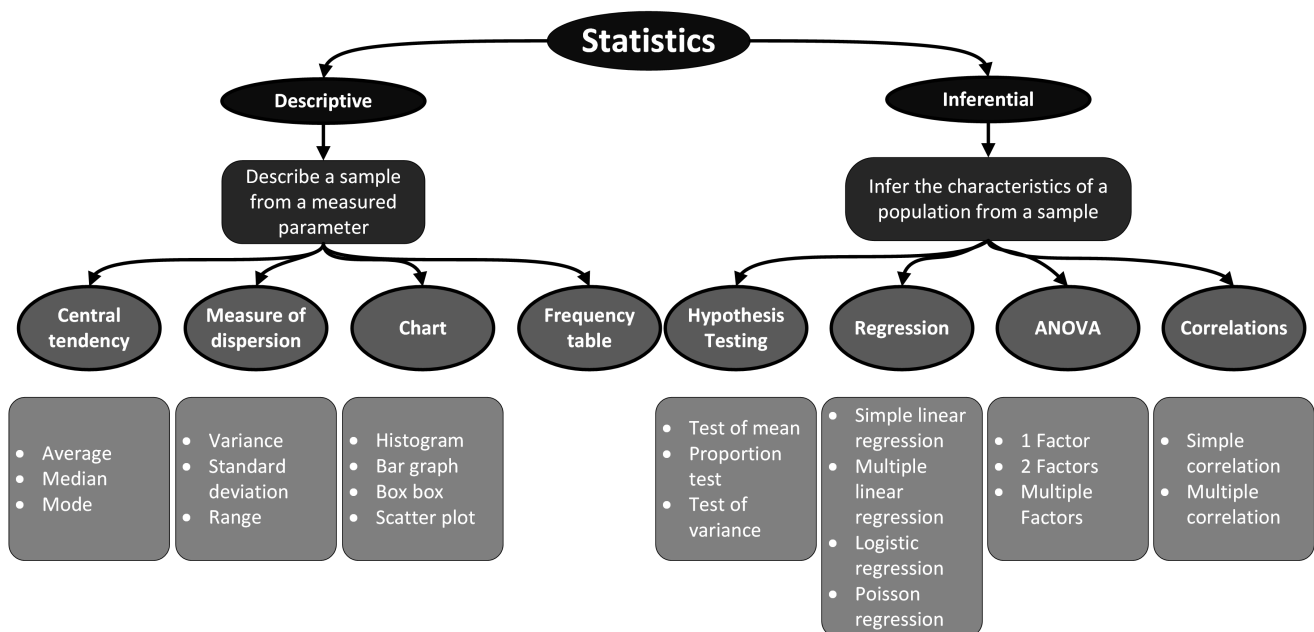 Statistics
Descriptive
Inferential
Describe a sample
from a measured
parameter
Infer the characteristics of a
population from a sample
Central
tendency
Measure of
dispersion
Chart
Frequency
table
Hypothesis
Testing
Regression
ANOVA
Correlations
• Average
• Median
• Mode
• Variance
• Standard
deviation
• Range
• Histogram
• Bar graph
• Box box
• Scatter plot
• Test of mean
• Proportion
test
• Test of
variance
• Simple linear
regression
• Multiple
linear
regression
• Logistic
regression
• Poisson
regression
• 1 Factor
• 2 Factors
• Multiple
Factors
• Simple
correlation
• Multiple
correlation